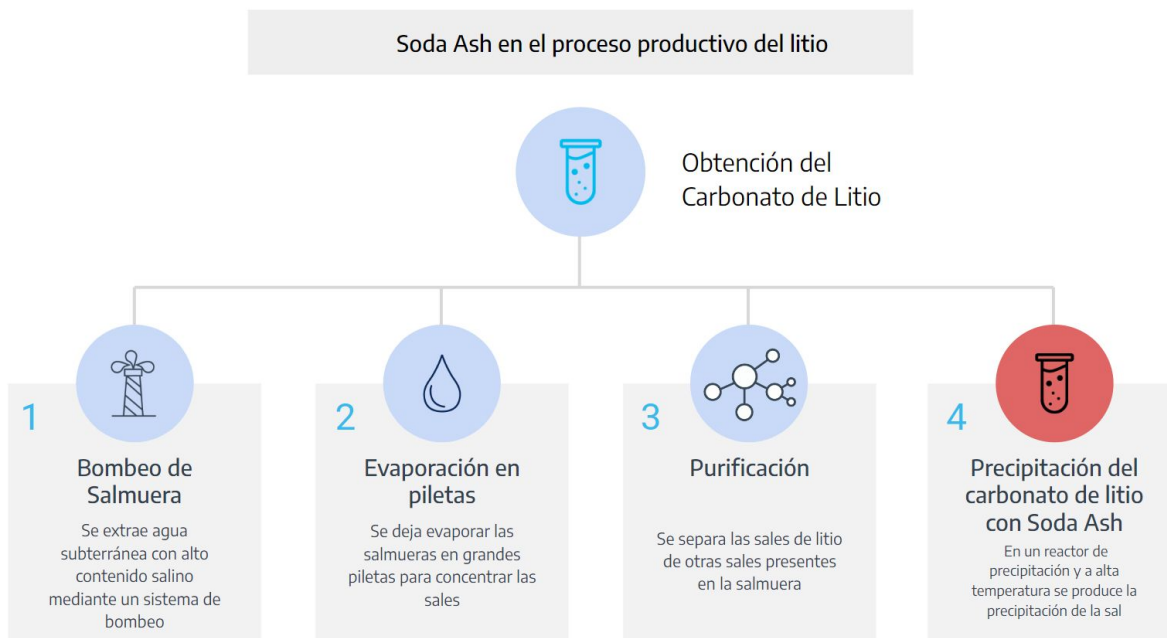 Soda Ash en el proceso productivo del litio
Obtención del
Carbonato de Litio
1
Bombeo de
Salmuera
Se extrae agua
subterránea con alto
contenido salino
mediante un sistema de
bombeo
2
Evaporación en
piletas
Se deja evaporar las
salmueras en grandes
piletas para concentrar las
sales
3
Purificación
Se separa las sales de litio
de otras sales presentes
en la salmuera
4
Precipitación del
carbonato de litio
con Soda Ash
En un reactor de
precipitación y a alta
temperatura se produce la
precipitación de la sal